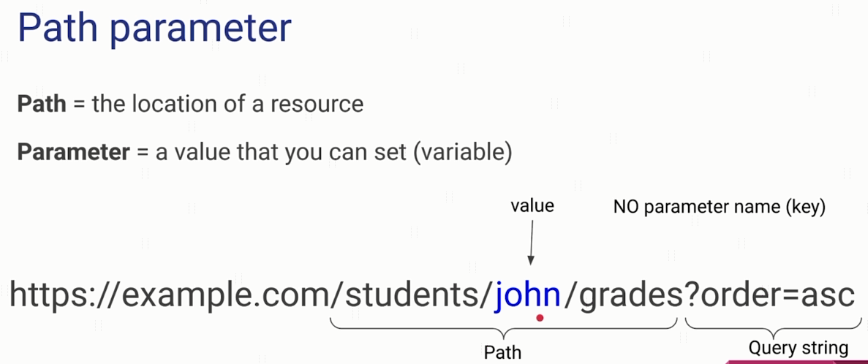 Path parameter
Path = the location of a resource
Parameter = a value that you can set (variable)
value
NO parameter name (key)
https://example.com/students/john/grades?order=asc
Path
Query string